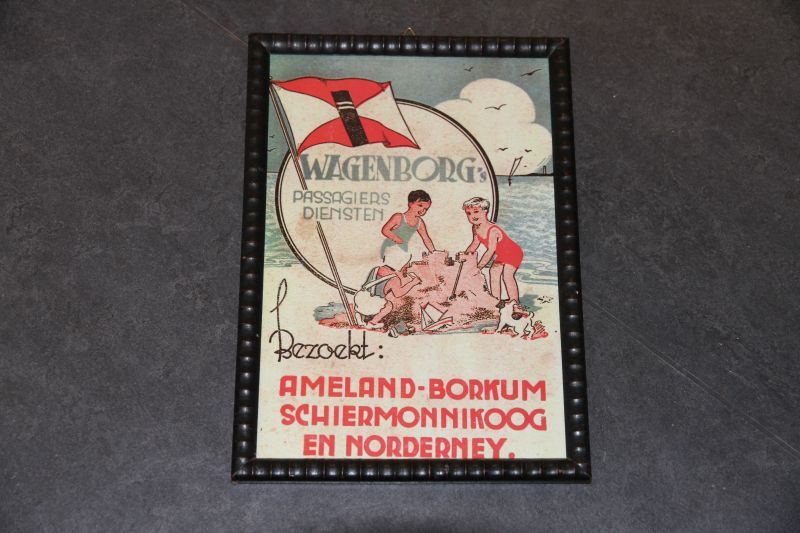 WAGENBORG's
PASSAGIERS
DIENSTEN
Bezoekt:
AMELAND-BORKUM
SCHIERMONNIKOOG
EN NORDERNEY.